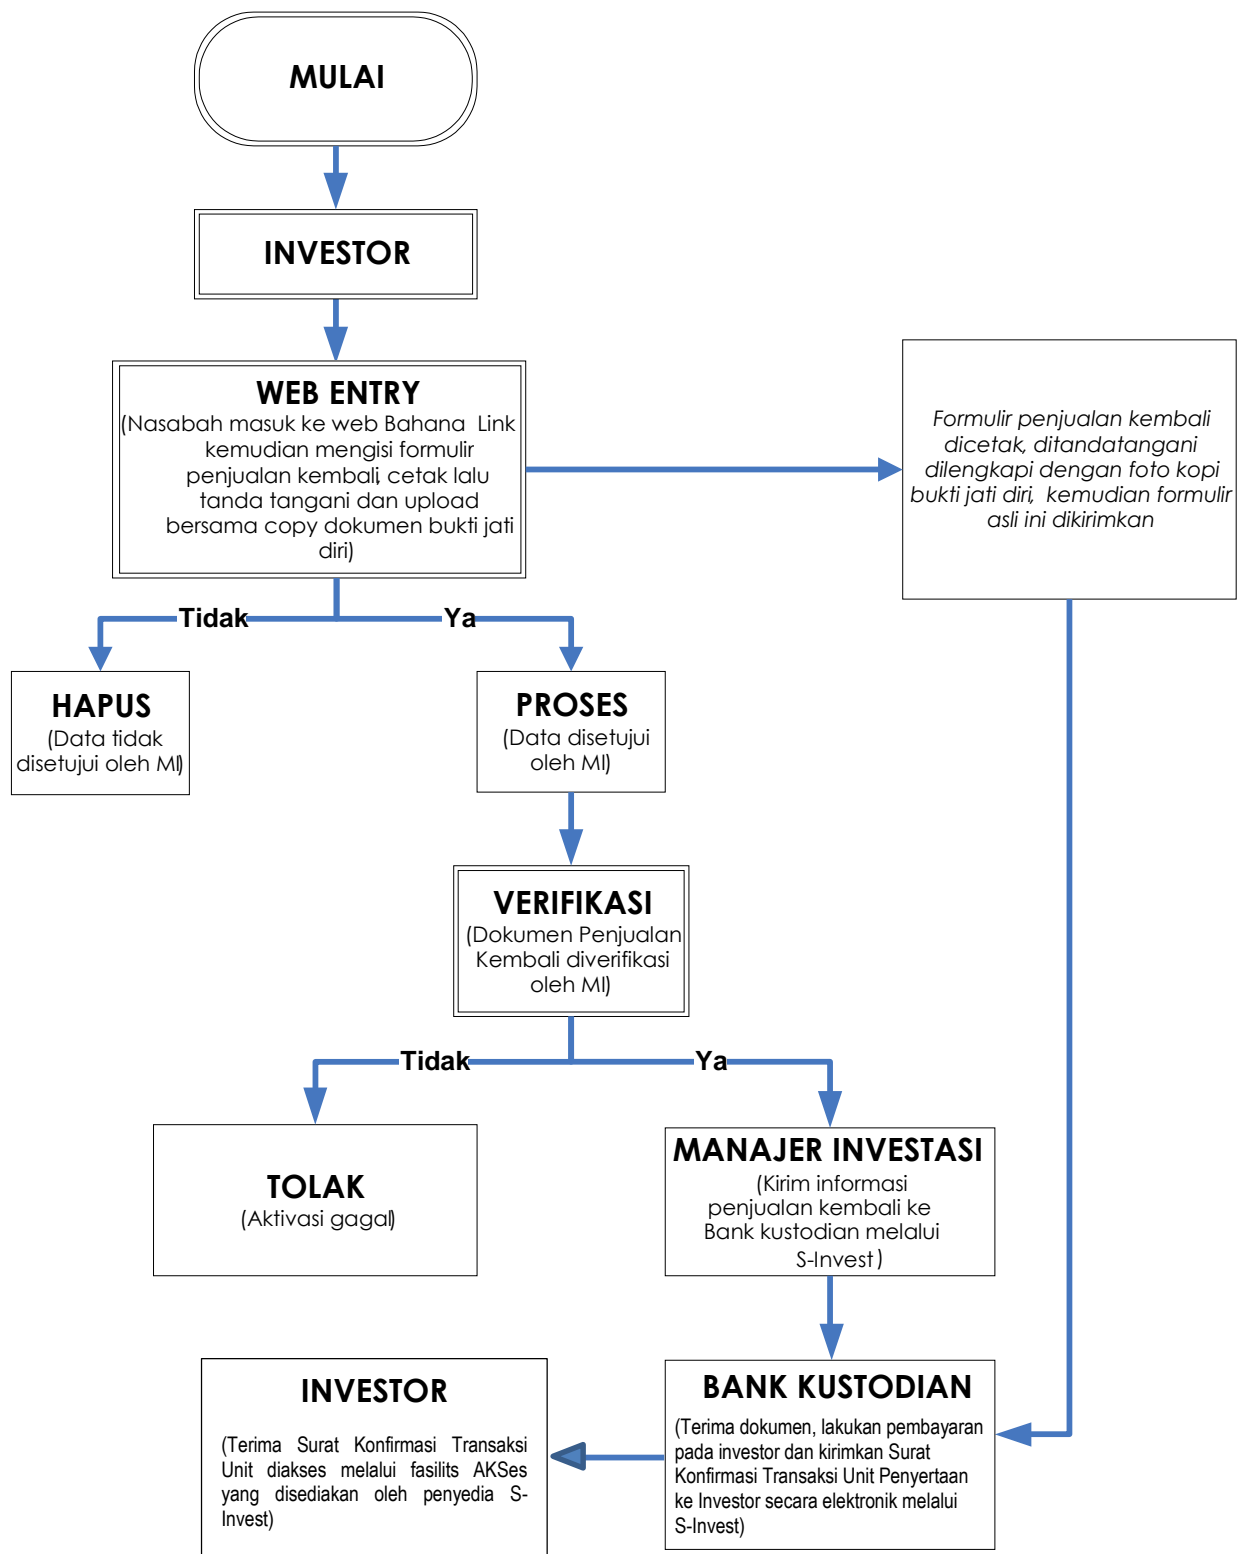 MULAI
INVESTOR
WEB ENTRY
(Nasabah masuk ke web Bahana Link
kemudian mengisi formulir
penjualan kembali, cetak lalu
tanda tangani dan upload
bersama copy dokumen bukti jati
diri)
Formulir penjualan kembali
dicetak, ditandatangani
dilengkapi dengan foto kopi
bukti jati diri, kemudian formulir
asli ini dikirimkan
Tidak
Ya
HAPUS
(Data tidak
disetujui oleh MI)
PROSES
(Data disetujui
oleh MI)
VERIFIKASI
(Dokumen Penjualan
Kembali diverifikasi
oleh MI)
Tidak
Ya
TOLAK
(Aktivasi gagal)
MANAJER INVESTASI
(Kirim informasi
penjualan kembali ke
Bank kustodian melalui
S-Invest)
INVESTOR
(Terima Surat Konfirmasi Transaksi
Unit diakses melalui fasilits AKSes
yang disediakan oleh penyedia S-
Invest)
BANK KUSTODIAN
(Terima dokumen, lakukan pembayaran
pada investor dan kirimkan Surat
Konfirmasi Transaksi Unit Penyertaan
ke Investor secara elektronik melalui
S-Invest)